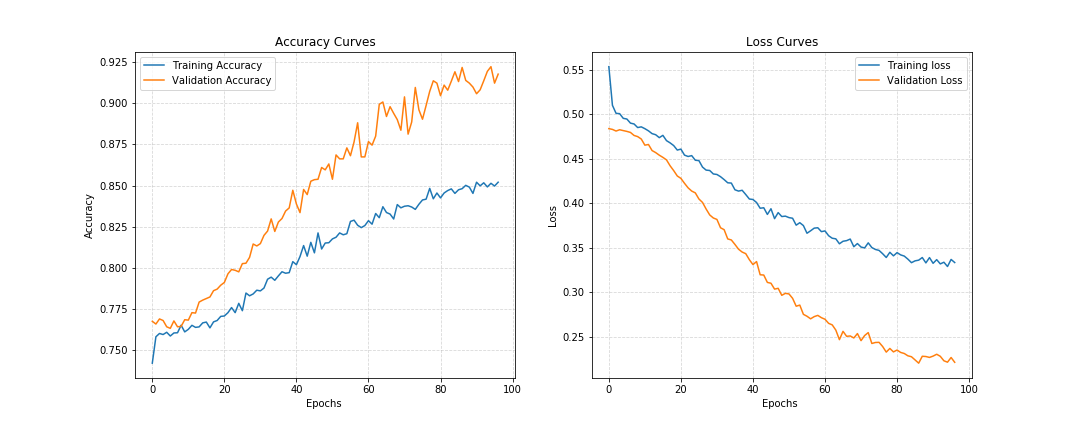 Accuracy Curves
Training Accuracy
Validation Accuracy
0.925
0.900
0.875
0.850
0.825
0.800
0.775
0.750
Accuracy
0 20 40 60 80 100
Epochs
Loss Curves
Training loss
Validation Loss
0.55
0.50
0.45
0.40
0.35
0.30
0.25
Loss
0 20 40 60 80 100
Epochs